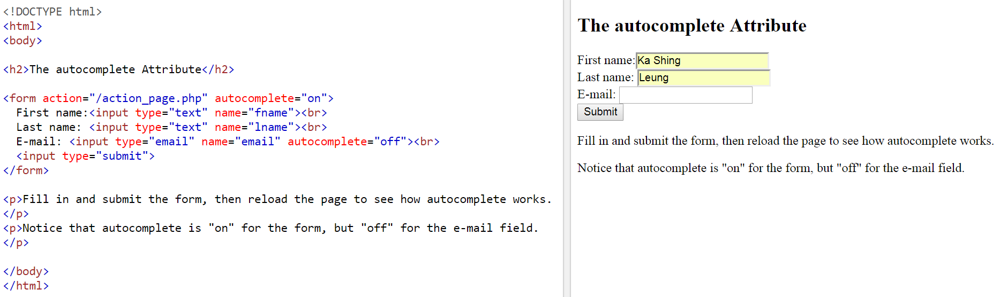 <!DOCTYPE html>
<html>
<body>
<h2>The autocomplete Attribute</h2>
<form action="/action_page.php" autocomplete="on">
First name:<input type="text" name="fname"><br>
Last name: <input type="text" name="lname"><br>
E-mail: <input type="email" name="email" autocomplete="off"><br>
<input type="submit">
</form>
<p>Fill in and submit the form, then reload the page to see how autocomplete works.
</p>
<p>Notice that autocomplete is "on" for the form, but "off" for the e-mail field.
</p>
</body>
</html>
The autocomplete Attribute
First name: Ka Shing
Last name: Leung
E-mail:
Submit
Fill in and submit the form, then reload the page to see how autocomplete works.
Notice that autocomplete is "on" for the form, but "off" for the e-mail field.